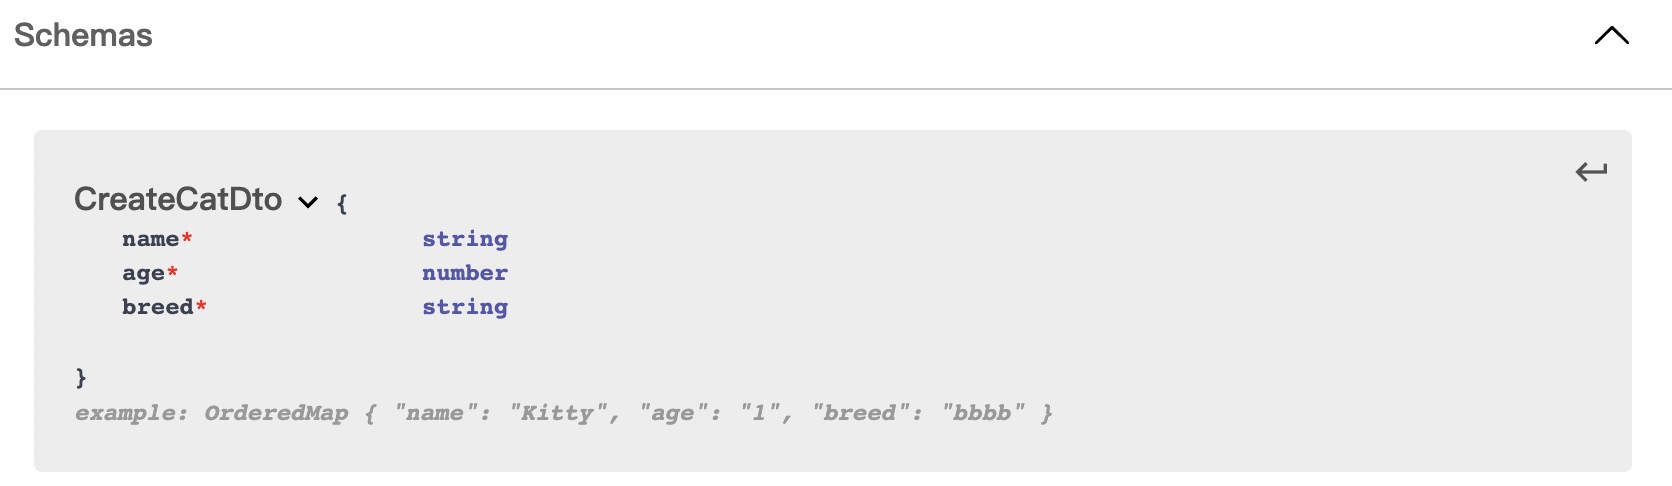 Schemas
CreateCatDto {
name* string
age* number
breed* string
}
example: OrderedMap { "name": "Kitty", "age": "1", "breed": "bbbb" }